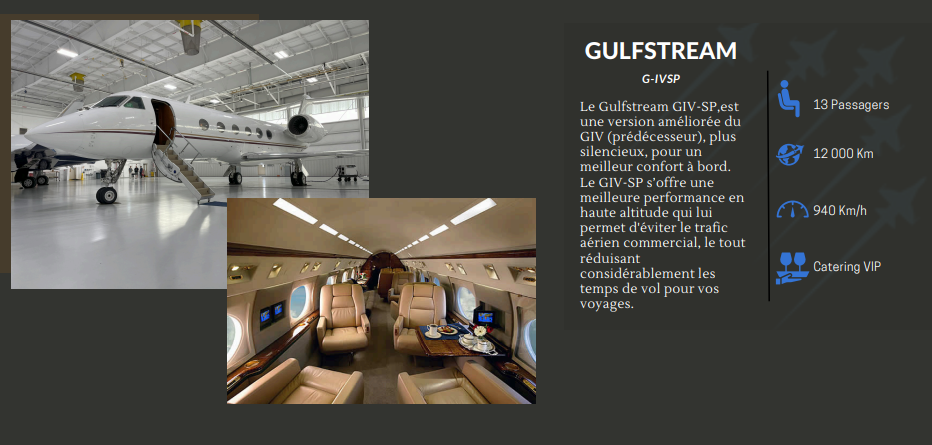 GULFSTREAM
G-IVSP
Le Gulfstream GIV-SP,est
une version améliorée du
GIV (prédécesseur), plus
silencieux, pour un
meilleur confort à bord.
Le GIV-SP s'offre une
meilleure performance en
haute altitude qui lui
permet d'éviter le trafic
aérien commercial, le tout
réduisant
considérablement les
temps de vol pour vos
voyages.
13 Passagers
12 000 Km
940 Km/h
Catering VIP